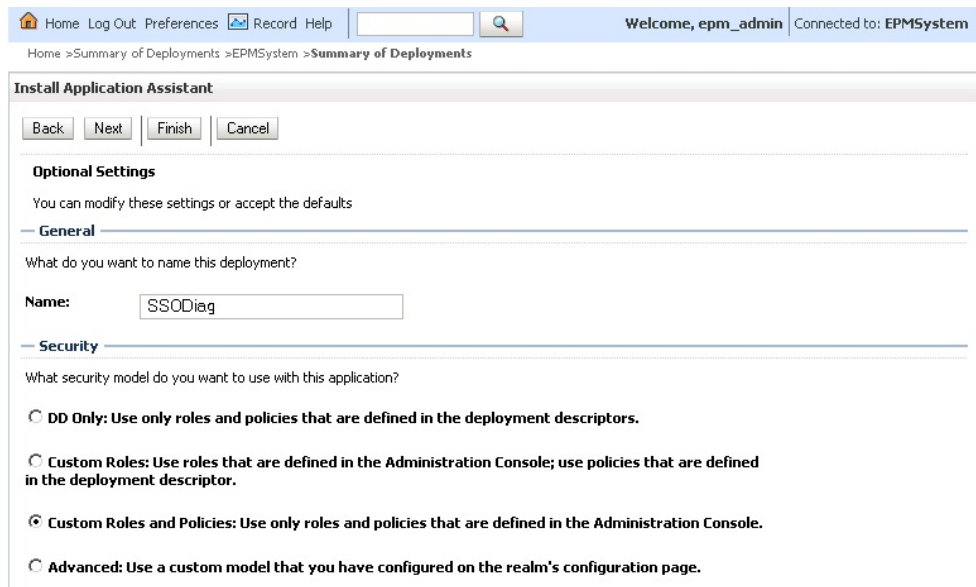 Home Log Out Preferences Record Help
Welcome, epm_admin Connected to: EPMSystem
Home >Summary of Deployments >EPMSystem >Summary of Deployments
Install Application Assistant
Back Next Finish Cancel
Optional Settings
You can modify these settings or accept the defaults
General
What do you want to name this deployment?
Name: SSODiag
Security
What security model do you want to use with this application?
DD Only: Use only roles and policies that are defined in the deployment descriptors.
Custom Roles: Use roles that are defined in the Administration Console; use policies that are defined
in the deployment descriptor.
Custom Roles and Policies: Use only roles and policies that are defined in the Administration Console.
Advanced: Use a custom model that you have configured on the realm's configuration page.